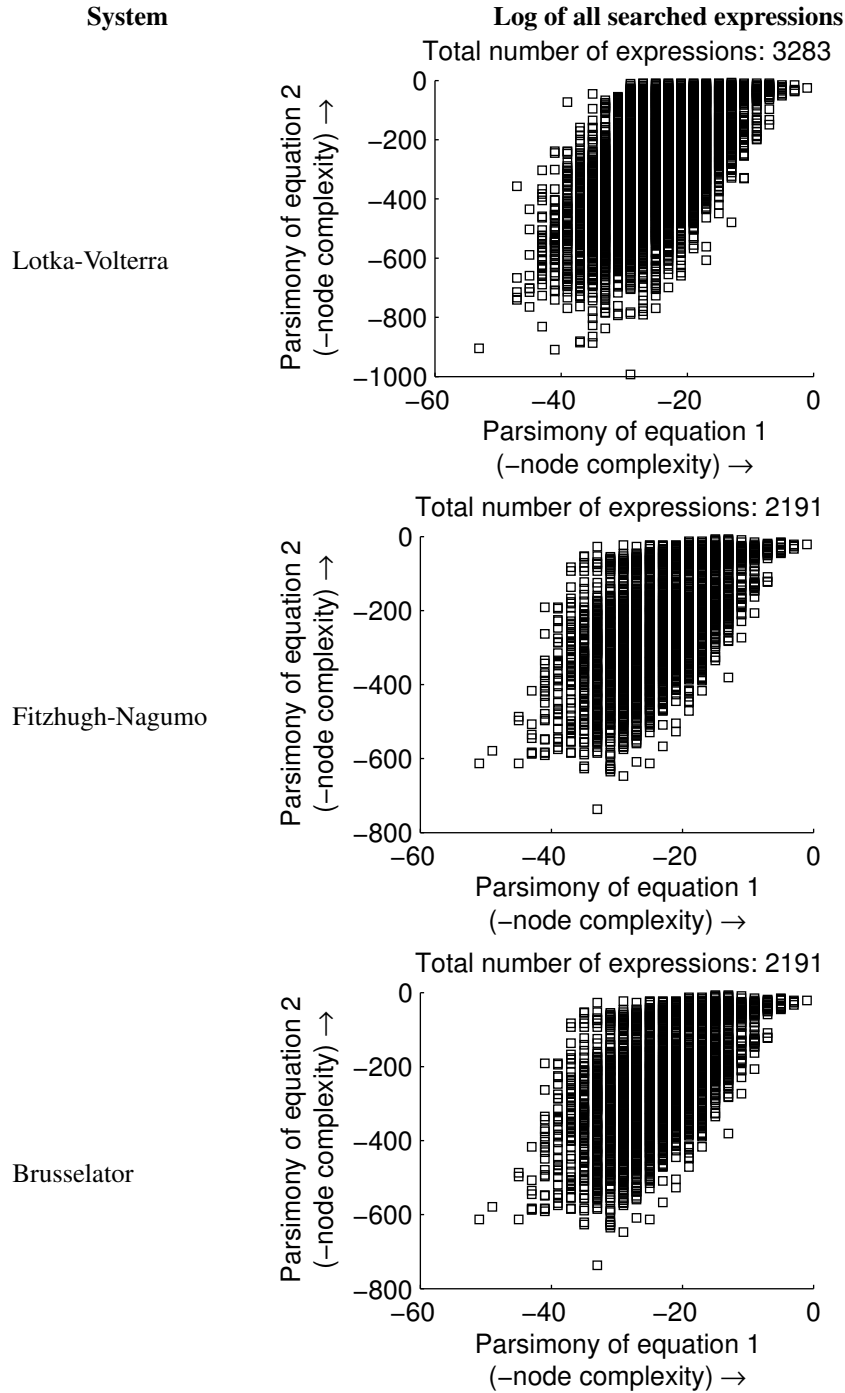 System Log of all searched expressions
Total number of expressions: 3283
Lotka-Volterra
Parsimony of equation 2
(−node complexity) →
0
−200
−400
−600
−800
−1000
−60 −40 −20 0
Parsimony of equation 1
(−node complexity) →
Total number of expressions: 2191
Fitzhugh-Nagumo
Parsimony of equation 2
(−node complexity) →
0
−200
−400
−600
−800
−60 −40 −20 0
Parsimony of equation 1
(−node complexity) →
Total number of expressions: 2191
Brusselator
Parsimony of equation 2
(−node complexity) →
0
−200
−400
−600
−800
−60 −40 −20 0
Parsimony of equation 1
(−node complexity) →